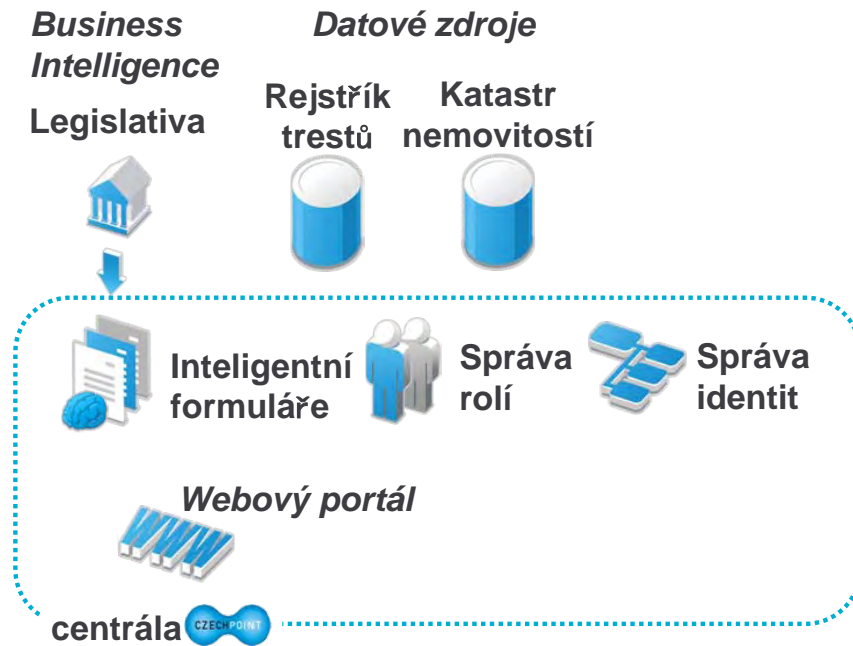 Business
Intelligence
Datové zdroje
Legislativa
Rejstřík
trestů
Katastr
nemovitostí
Inteligentní
formuláře
Správa
rolí
Správa
identit
Webový portál
WWW
centrála
CZECHPOINT